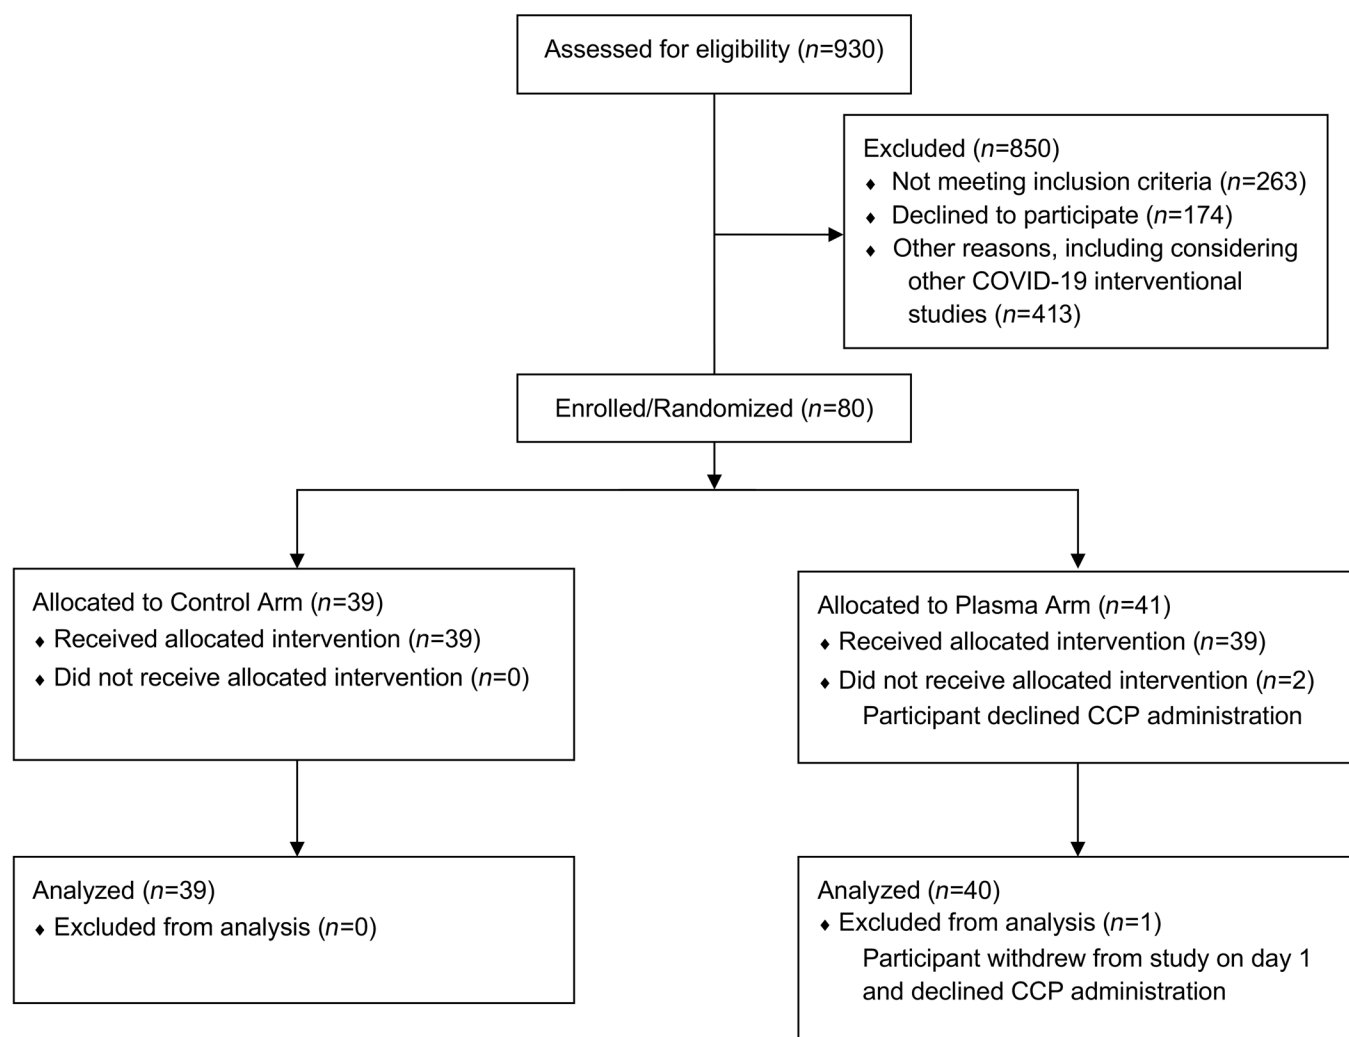 Assessed for eligibility (n=930)
Excluded (n=850)
♦ Not meeting inclusion criteria (n=263)
♦ Declined to participate (n=174)
♦ Other reasons, including considering
other COVID-19 interventional
studies (n=413)
Enrolled/Randomized (n=80)
Allocated to Control Arm (n=39)
♦ Received allocated intervention (n=39)
♦ Did not receive allocated intervention (n=0)
Allocated to Plasma Arm (n=41)
♦ Received allocated intervention (n=39)
♦ Did not receive allocated intervention (n=2)
Participant declined CCP administration
Analyzed (n=39)
♦ Excluded from analysis (n=0)
Analyzed (n=40)
♦ Excluded from analysis (n=1)
Participant withdrew from study on day 1
and declined CCP administration